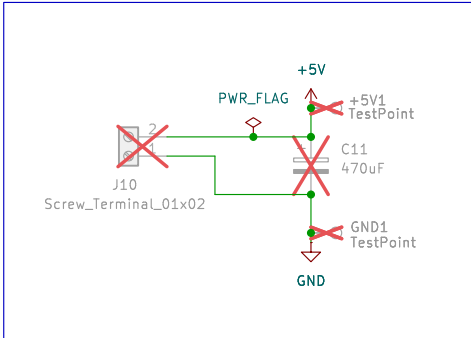 +5V
PWR_FLAG
+5V1
TestPoint
2
1
+
C11
470uF
J10
Screw_Terminal_01x02
GND1
TestPoint
GND